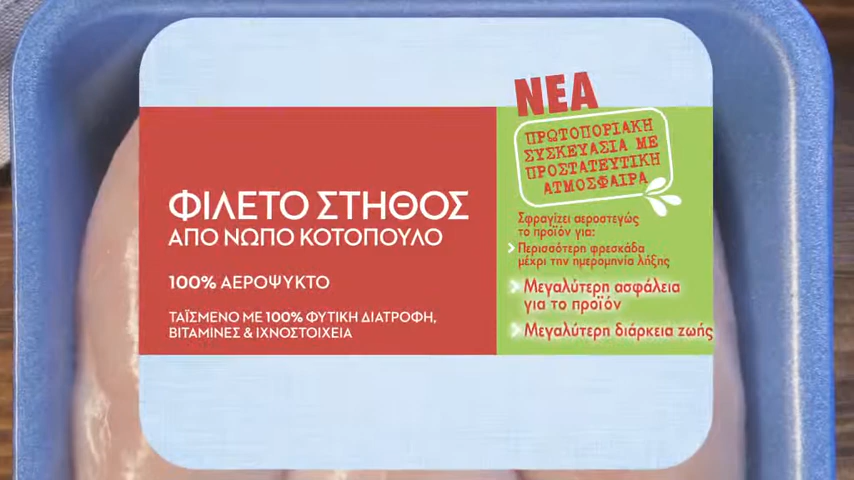 ΦΙΛΕΤΟ ΣΤΗΘΟΣ
ΑΠΟ ΝΩΠΟ ΚΟΤΟΠΟΥΛΟ
100% ΑΕΡΟΨΥΚΤΟ
ΤΑΪΣΜΕΝΟ ΜΕ 100% ΦΥΤΙΚΗ ΔΙΑΤΡΟΦΗ,
ΒΙΤΑΜΙΝΕΣ & ΙΧΝΟΣΤΟΙΧΕΙΑ
ΝΕΑ
ΠΡΩΤΟΠΟΡΙΑΚΗ
ΣΥΣΚΕΥΑΣΙΑ ΜΕ
ΠΡΟΣΤΑΤΕΥΤΙΚΗ
ΑΤΜΟΣΦΑΙΡΑ
Σφραγίζει αεροστεγώς
το προϊόν για:
Περισσότερη φρεσκάδα
μέχρι την ημερομηνία λήξης
Μεγαλύτερη ασφάλεια
για το προϊόν
Μεγαλύτερη διάρκεια ζωής